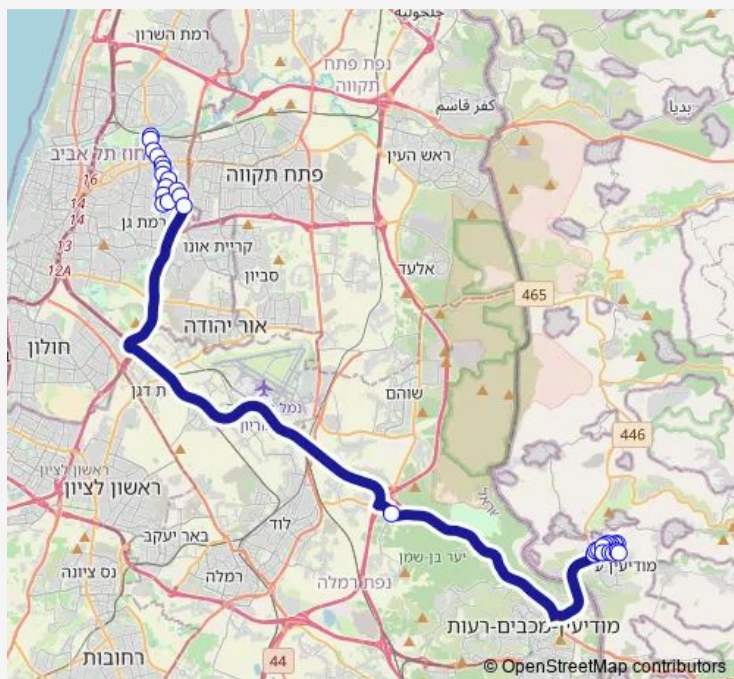 רמת השרון
נפת פתח
תקווה
כפר קאסם
בדיא
ראש העין
פתח תקווה
16
14
14
רמת גן
קריית אונו
13
12A
סביון
אלעד
465
אור יהודה
חולון
שוהם
446
ראשון לציון
ראשון לציון
לוד
באר יעקב
יער בן-שמן
נס ציונה
רמלה
נפת רמלה
מודיעין-מכבים-רעות
רחובות
44
© OpenStreetMap contributors